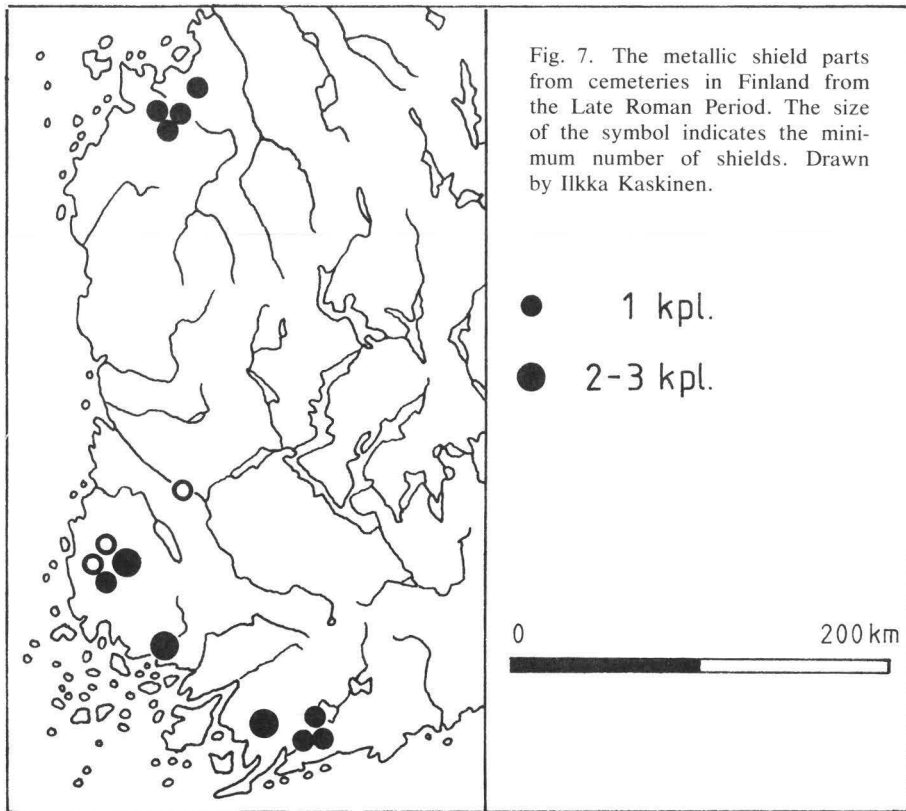 Fig. 7. The metallic shield parts
from cemeteries in Finland from
the Late Roman Period. The size
of the symbol indicates the mini-
mum number of shields. Drawn
by Ilkka Kaskinen.
1 kpl.
2-3 kpl.
0 200 km